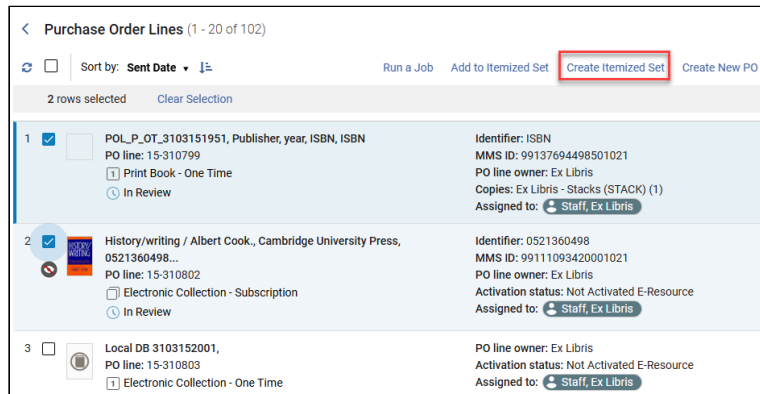 Purchase Order Lines (1 - 20 of 102)
Sort by: Sent Date
Run a Job Add to Itemized Set Create Itemized Set Create New PO
2 rows selected Clear Selection
1
POL_P_OT_3103151951, Publisher, year, ISBN, ISBN
PO line: 15-310799
1 Print Book - One Time
In Review
Identifier: ISBN
MMS ID: 99137694498501021
PO line owner: Ex Libris
Copies: Ex Libris - Stacks (STACK) (1)
Assigned to: Staff, Ex Libris
2
HISTORY/
WRITING
History/writing / Albert Cook., Cambridge University Press,
0521360498...
PO line: 15-310802
Electronic Collection - Subscription
In Review
Identifier: 0521360498
MMS ID: 99111093420001021
PO line owner: Ex Libris
Activation status: Not Activated E-Resource
Assigned to: Staff, Ex Libris
3
Local DB 3103152001,
PO line: 15-310803
1 Electronic Collection - One Time
PO line owner: Ex Libris
Activation status: Not Activated E-Resource
Assigned to: Staff, Ex Libris